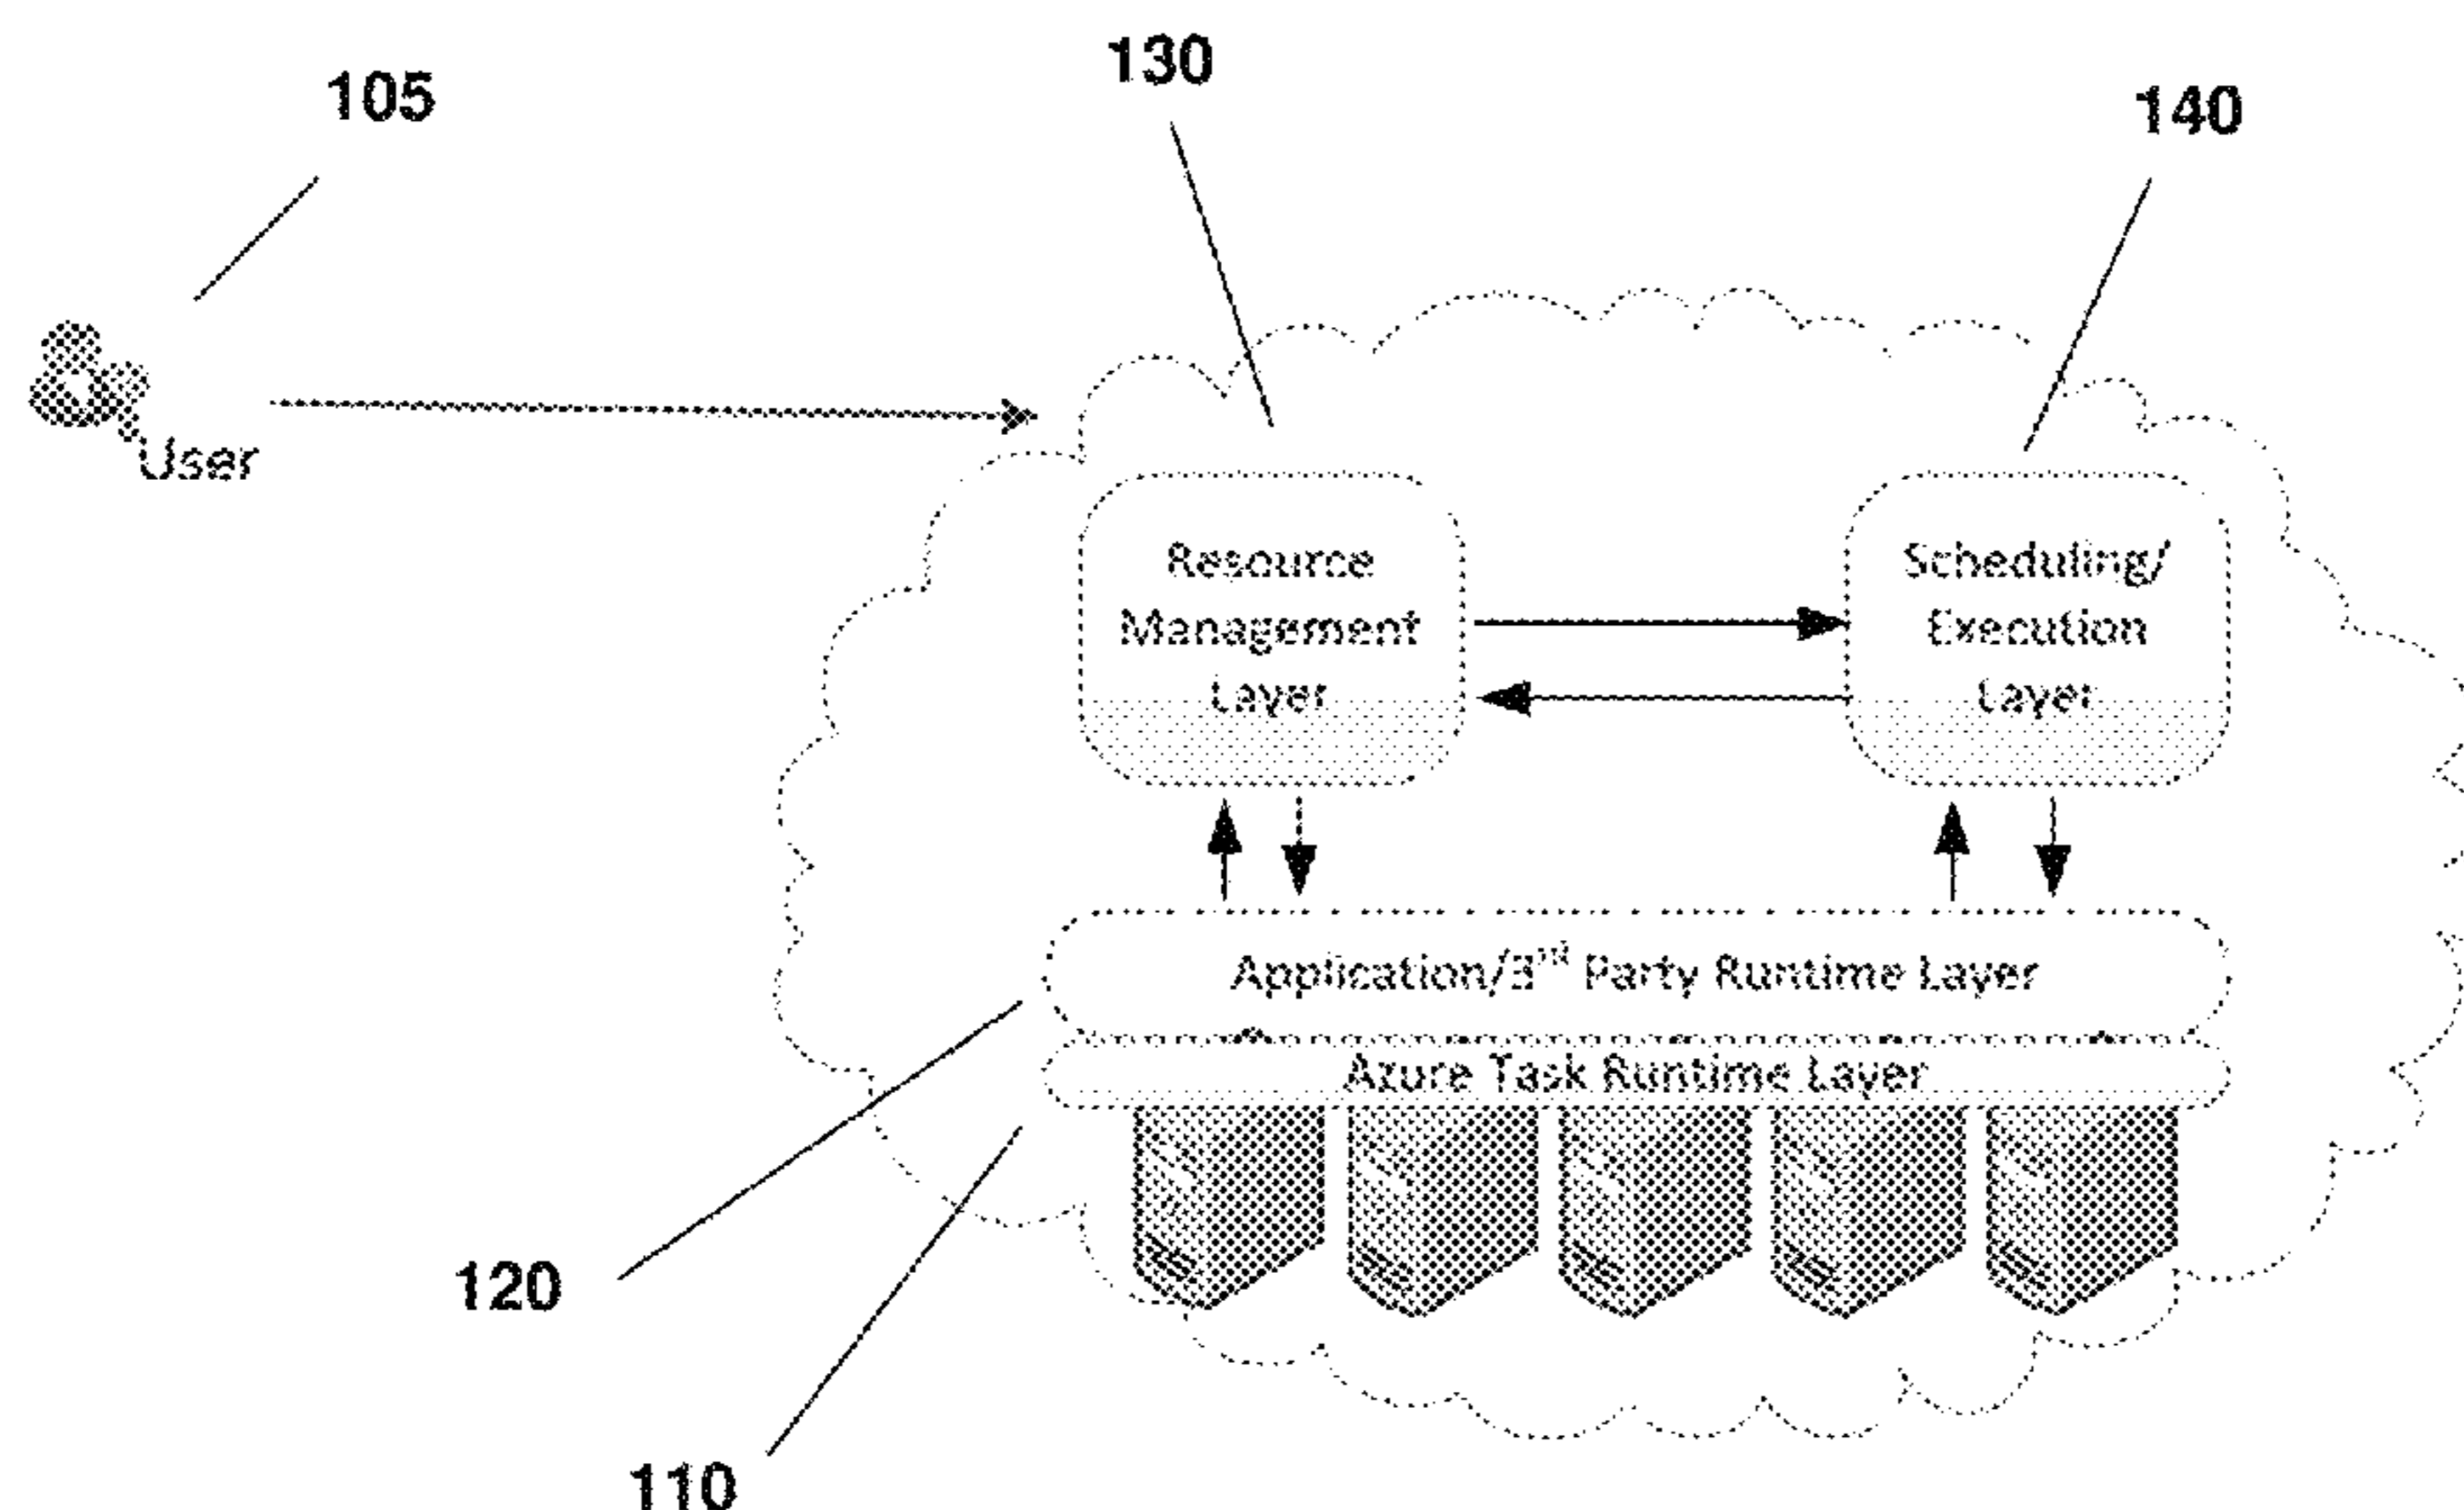 130
105
140
User
Resource
Management
Layer
Scheduling/
Execution
Layer
Application/3rd Party Runtime Layer
Azure Task Runtime Layer
120
110